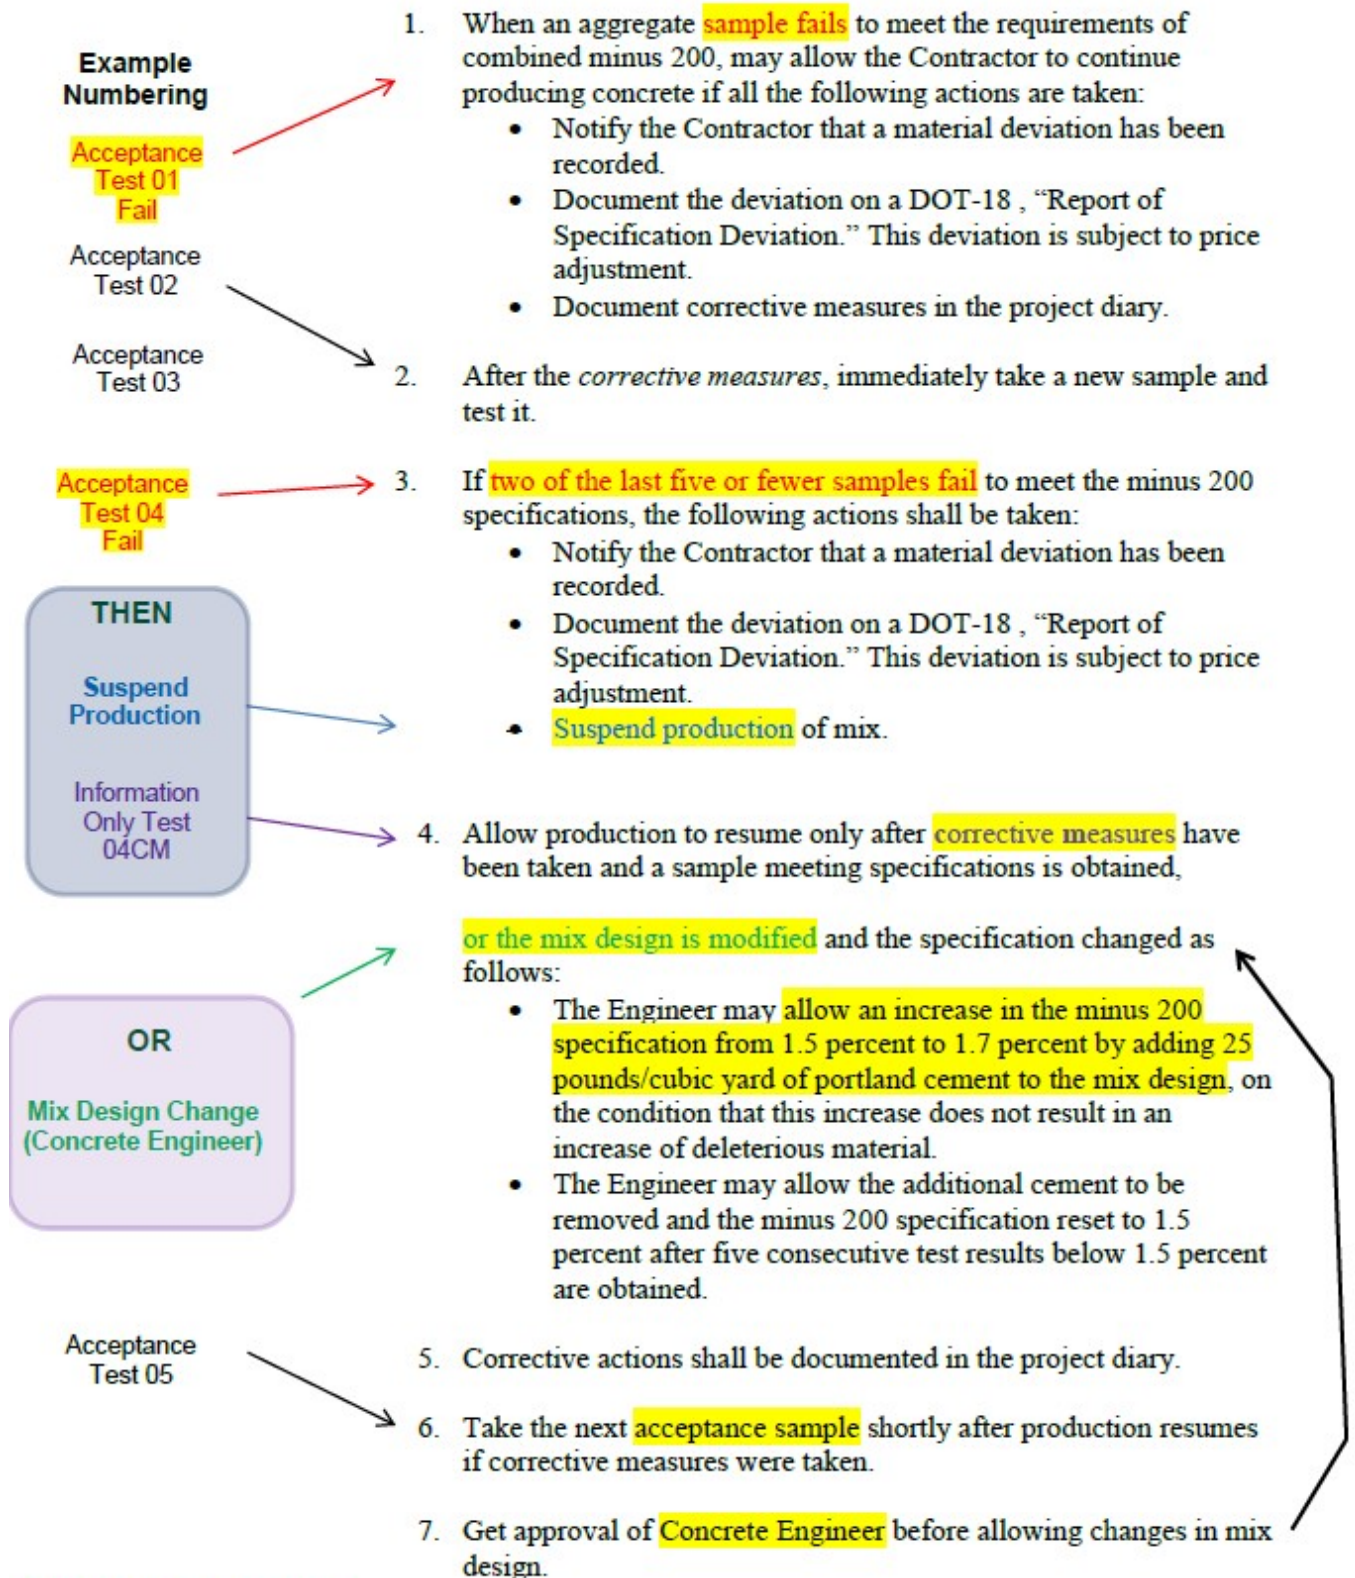 Example
Numbering
Acceptance
Test 01
Fail
Acceptance
Test 02
Acceptance
Test 03
Acceptance
Test 04
Fail
THEN
Suspend
Production
Information
Only Test
04CM
OR
Mix Design Change
(Concrete Engineer)
Acceptance
Test 05
1. When an aggregate sample fails to meet the requirements of
combined minus 200, may allow the Contractor to continue
producing concrete if all the following actions are taken:
• Notify the Contractor that a material deviation has been
recorded.
• Document the deviation on a DOT-18 , “Report of
Specification Deviation.” This deviation is subject to price
adjustment.
• Document corrective measures in the project diary.
2. After the corrective measures, immediately take a new sample and
test it.
3. If two of the last five or fewer samples fail to meet the minus 200
specifications, the following actions shall be taken:
• Notify the Contractor that a material deviation has been
recorded.
• Document the deviation on a DOT-18 , “Report of
Specification Deviation.” This deviation is subject to price
adjustment.
• Suspend production of mix.
4. Allow production to resume only after corrective measures have
been taken and a sample meeting specifications is obtained,
or the mix design is modified and the specification changed as
follows:
• The Engineer may allow an increase in the minus 200
specification from 1.5 percent to 1.7 percent by adding 25
pounds/cubic yard of portland cement to the mix design, on
the condition that this increase does not result in an
increase of deleterious material.
• The Engineer may allow the additional cement to be
removed and the minus 200 specification reset to 1.5
percent after five consecutive test results below 1.5 percent
are obtained.
5. Corrective actions shall be documented in the project diary.
6. Take the next acceptance sample shortly after production resumes
if corrective measures were taken.
7. Get approval of Concrete Engineer before allowing changes in mix
design.